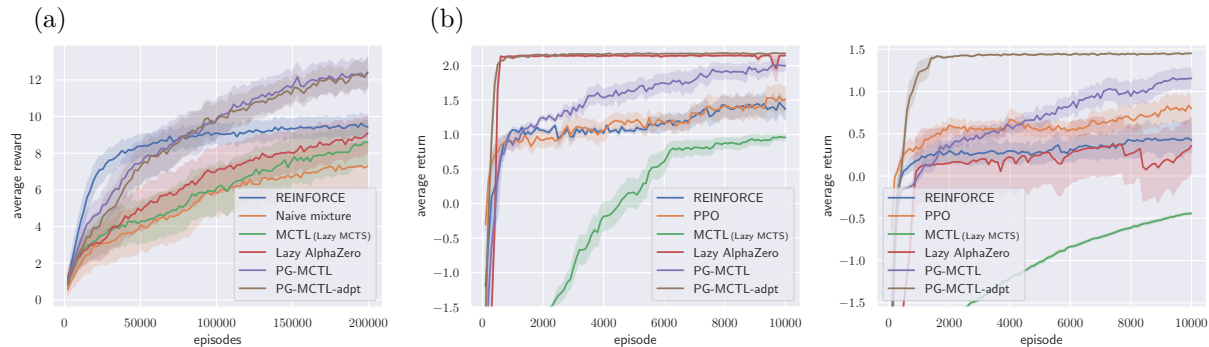 (a)
12
10
8
6
4
2
0
average reward
REINFORCE
Naive mixture
MCTL (Lazy MCTS)
Lazy AlphaZero
PG-MCTL
PG-MCTL-adpt
0 50000 100000 150000 200000
episodes
(b)
2.0
1.5
1.0
0.5
0.0
−0.5
−1.0
−1.5
average return
REINFORCE
PPO
MCTL (Lazy MCTS)
Lazy AlphaZero
PG-MCTL
PG-MCTL-adpt
0 2000 4000 6000 8000 10000
episode
1.5
1.0
0.5
0.0
−0.5
−1.0
−1.5
average return
REINFORCE
PPO
MCTL (Lazy MCTS)
Lazy AlphaZero
PG-MCTL
PG-MCTL-adpt
0 2000 4000 6000 8000 10000
episode